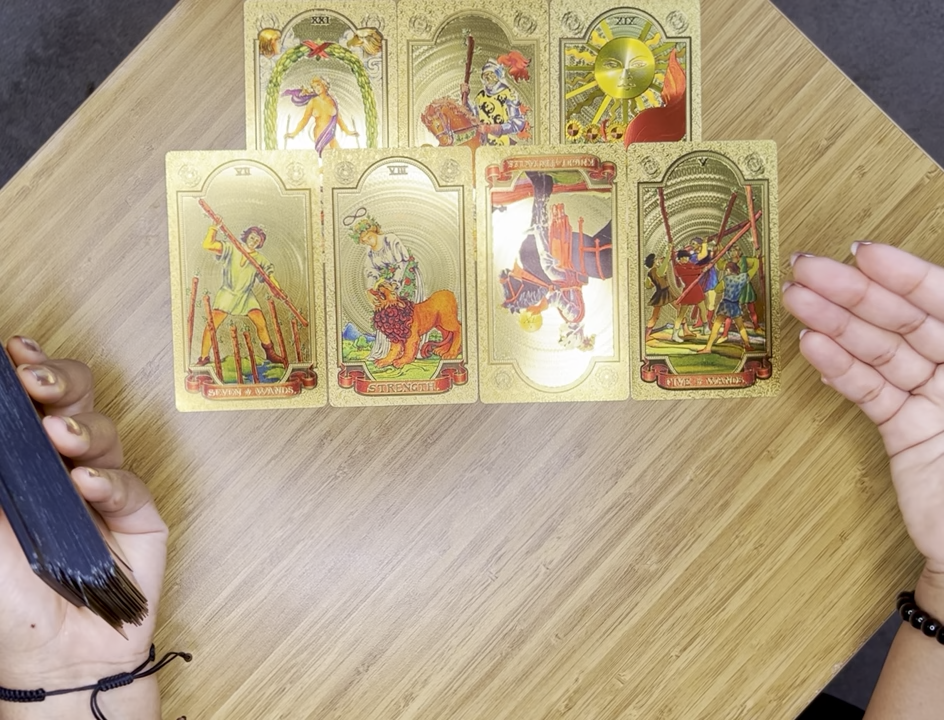 XXI
XIX
VII
VIII
V
SEVEN of WANDS.
STRENGTH.
FIVE of WANDS.